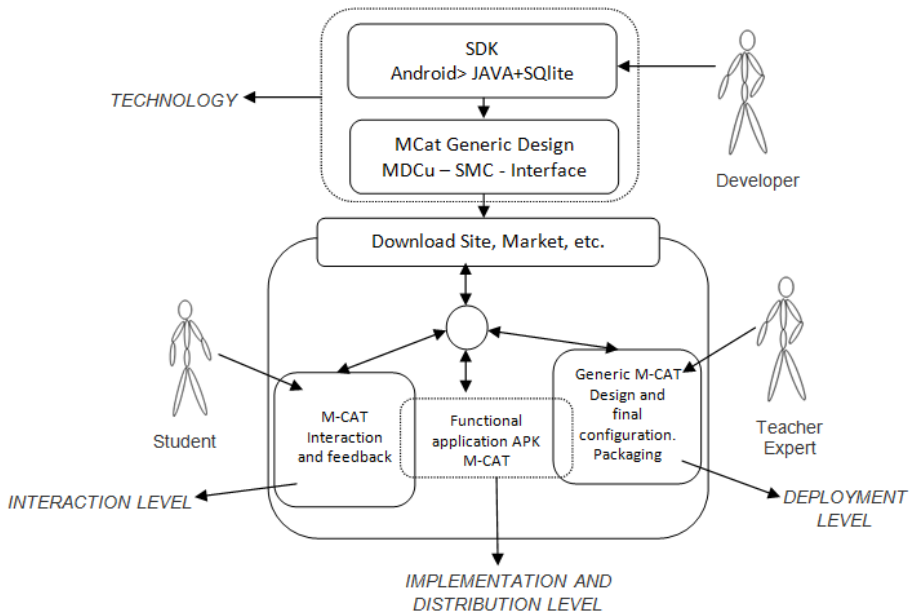 SDK
Android> JAVA+SQlite
TECHNOLOGY
MCat Generic Design
MDCu – SMC - Interface
Developer
Download Site, Market, etc.
Generic M-CAT
Design and
final
configuration.
Packaging
M-CAT
Interaction
and feedback
Functional
application APK
M-CAT
Student
Teacher
Expert
INTERACTION LEVEL
DEPLOYMENT
LEVEL
IMPLEMENTATION AND
DISTRIBUTION LEVEL